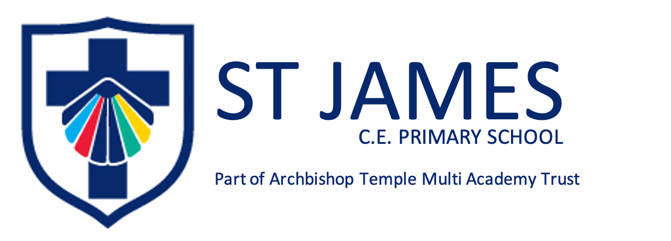 ST JAMES
C.E. PRIMARY SCHOOL
Part of Archbishop Temple Multi Academy Trust